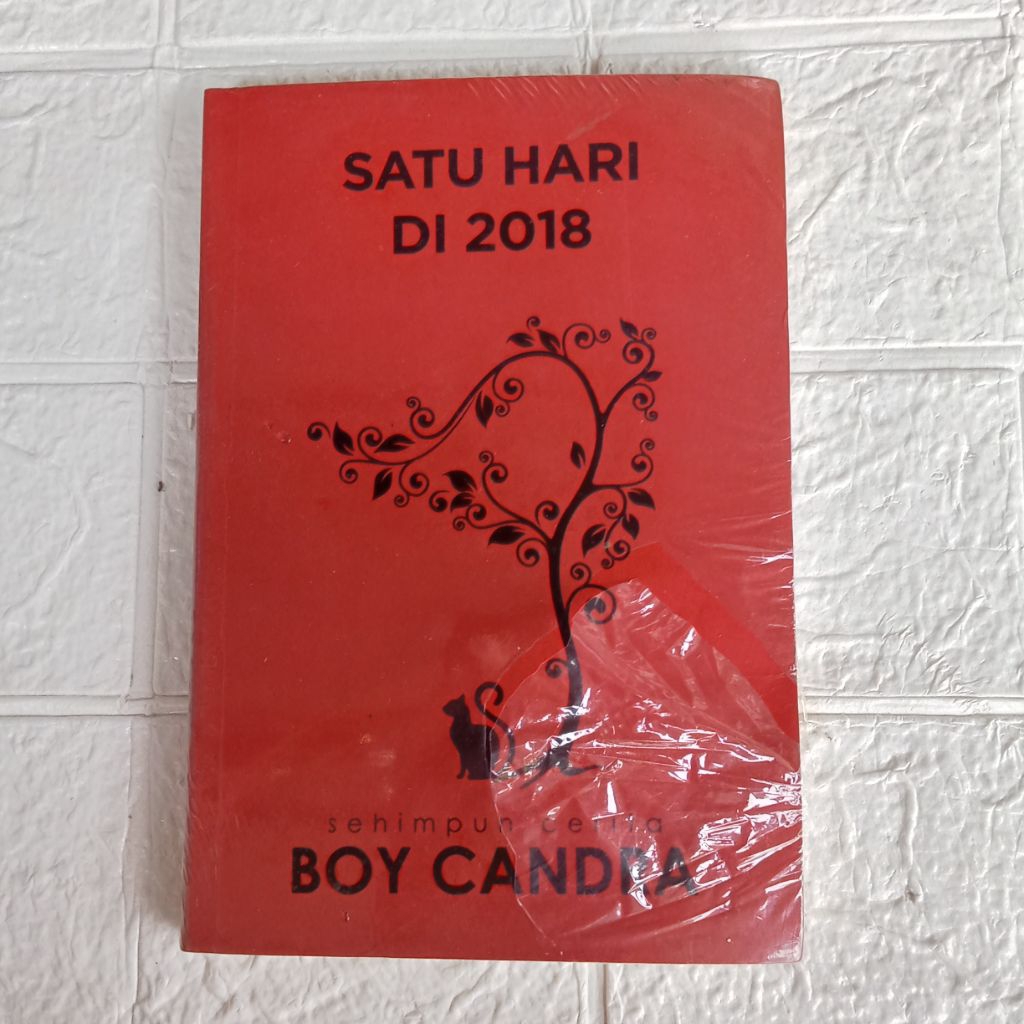 SATU HARI
DI 2018
sehimpun cerita
BOY CANDRA